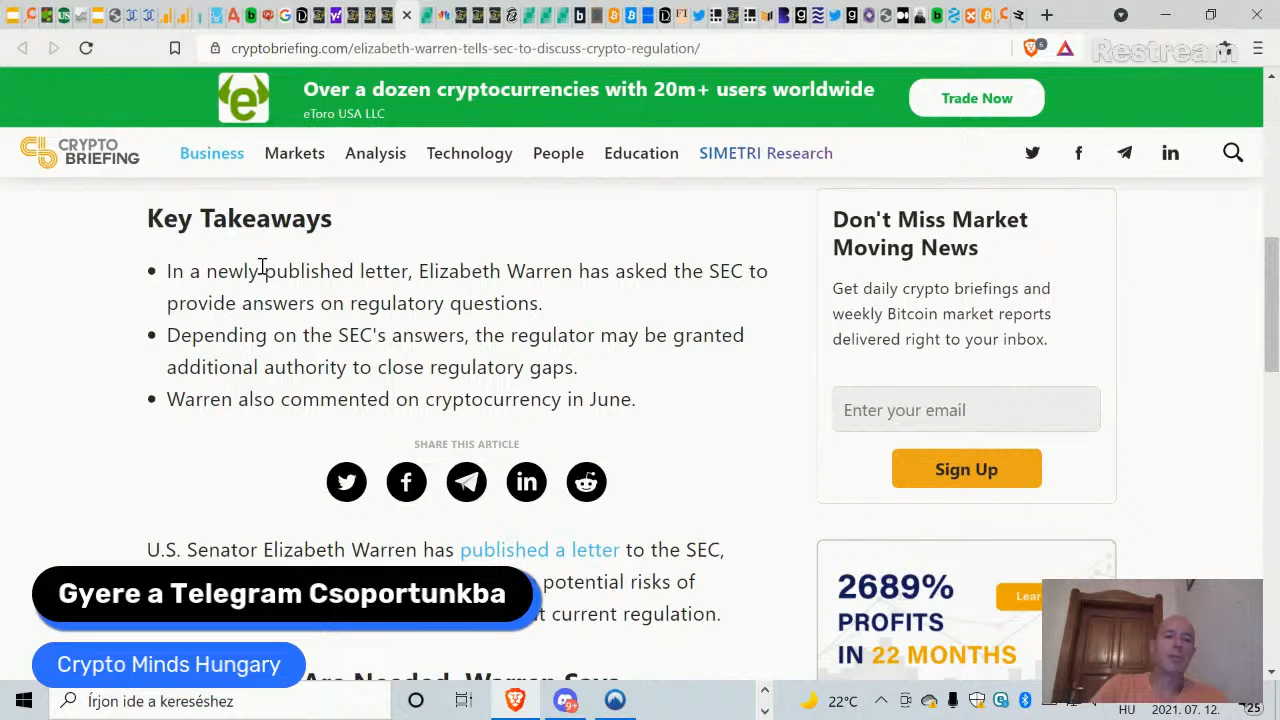 cryptobriefing.com/elizabeth-warren-tells-sec-to-discuss-crypto-regulation/
6
Restream
Over a dozen cryptocurrencies with 20m+ users worldwide
eToro USA LLC
Trade Now
CRYPTO
BRIEFING
Business Markets Analysis Technology People Education SIMETRI Research
Key Takeaways
In a newly published letter, Elizabeth Warren has asked the SEC to
provide answers on regulatory questions.
Depending on the SEC's answers, the regulator may be granted
additional authority to close regulatory gaps.
Warren also commented on cryptocurrency in June.
SHARE THIS ARTICLE
U.S. Senator Elizabeth Warren has published a letter to the SEC,
potential risks of
current regulation.
Are Needed, Warren Says
Don't Miss Market
Moving News
Get daily crypto briefings and
weekly Bitcoin market reports
delivered right to your inbox.
Enter your email
Sign Up
2689%
PROFITS
IN 22 MONTHS
Gyere a Telegram Csoportunkba
Crypto Minds Hungary
Írjon ide a kereséshez
9+
22°C
HU
2021. 07. 12.
25